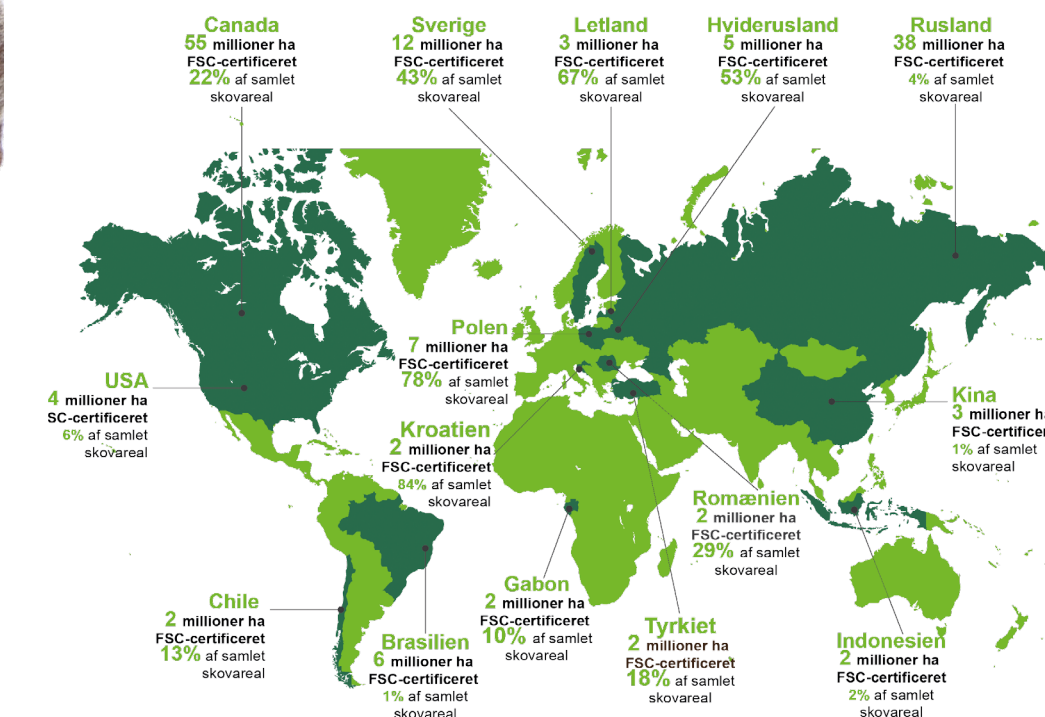 Canada
55 millioner ha
FSC-certificeret
22% af samlet
skovareal
Sverige
12 millioner ha
FSC-certificeret
43% af samlet
skovareal
Letland
3 millioner ha
FSC-certificeret
67% af samlet
skovareal
Hviderusland
5 millioner ha
FSC-certificeret
53% af samlet
skovareal
Rusland
38 millioner ha
FSC-certificeret
4% af samlet
skovareal
Polen
7 millioner ha
FSC-certificeret
78% af samlet
skovareal
USA
4 millioner ha
SC-certificeret
6% af samlet
skovareal
Kroatien
2 millioner ha
FSC-certificeret
84% af samlet
skovareal
Kina
3 millioner ha
FSC-certificer
1% af samlet
skovareal
Romænien
2 millioner ha
FSC-certificeret
29% af samlet
skovareal
Gabon
2 millioner ha
FSC-certificeret
10% af samlet
skovareal
Chile
2 millioner ha
FSC-certificeret
13% af samlet
skovareal
Brasilien
6 millioner ha
FSC-certificeret
1% af samlet
skovareal
Tyrkiet
2 millioner ha
FSC-certificeret
18% af samlet
skovareal
Indonesien
2 millioner ha
FSC-certificeret
2% af samlet
skovareal